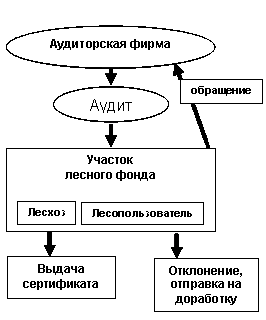 Аудиторская фирма
обращение
Аудит
Участок
лесного фонда
Лесхоз
Лесопользователь
Выдача
сертификата
Отклонение,
отправка на
доработку